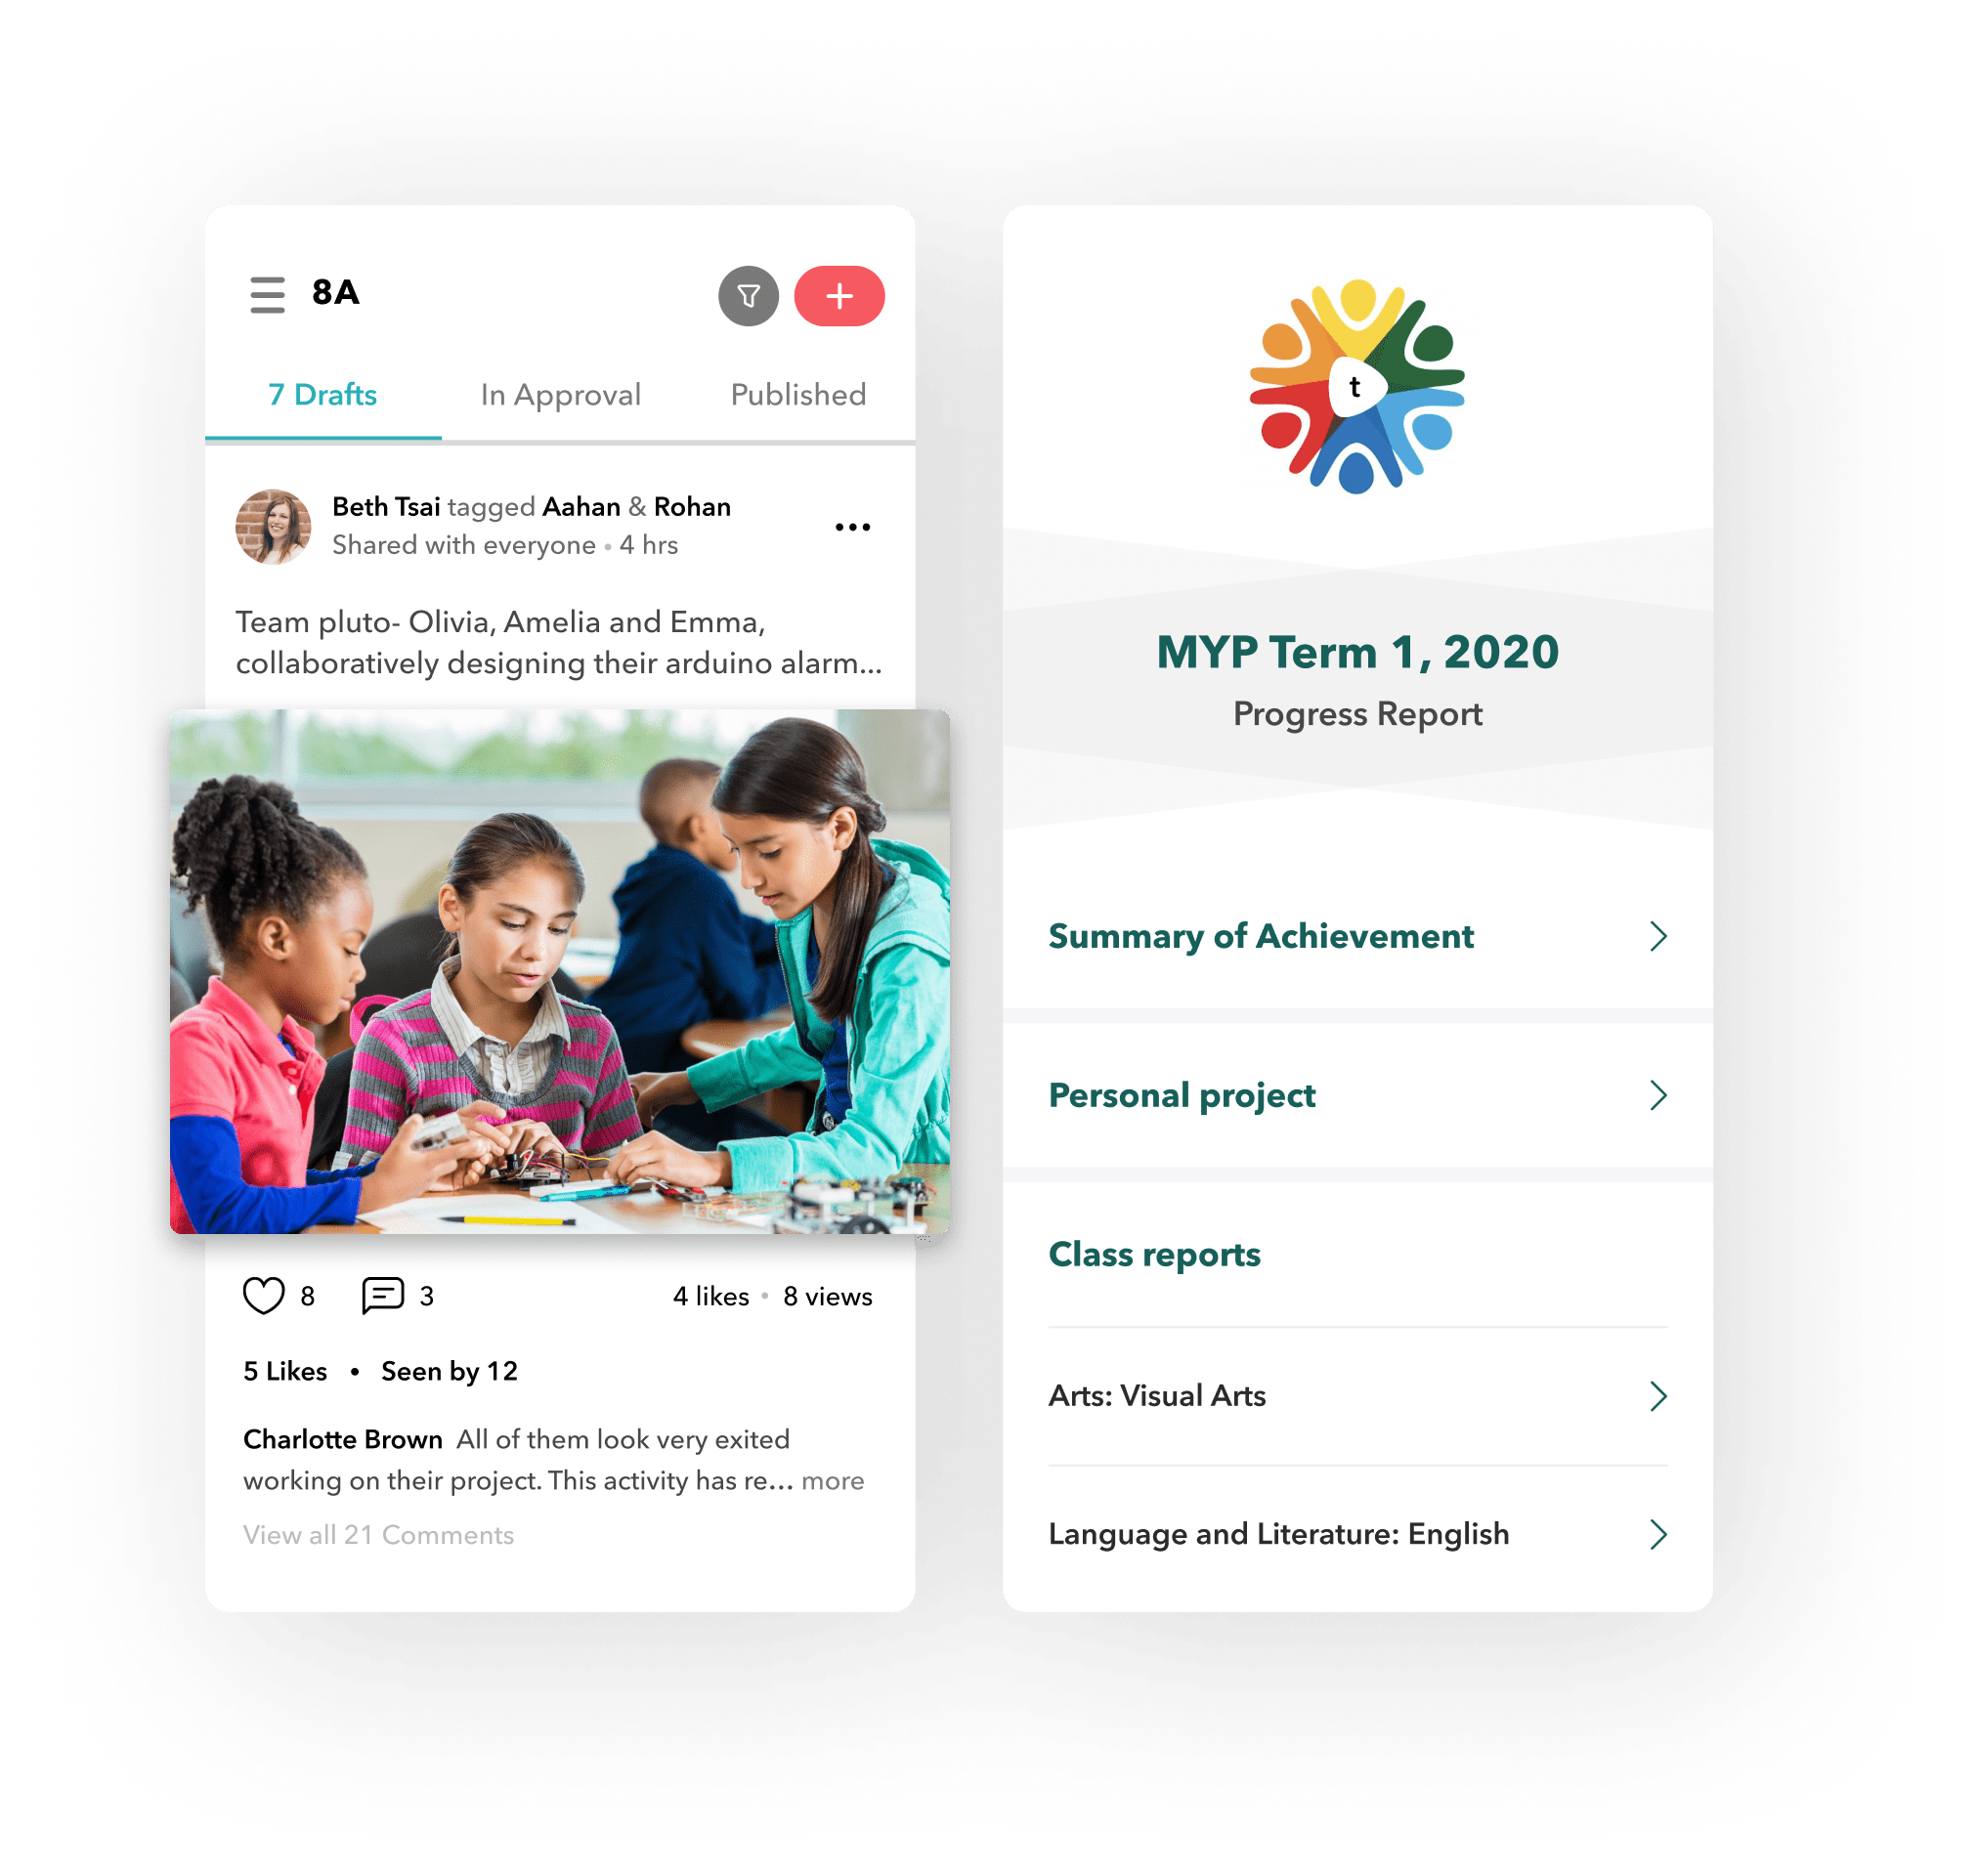 8A
7 Drafts
In Approval
Published
Beth Tsai tagged Aahan & Rohan
Shared with everyone • 4 hrs
Team pluto- Olivia, Amelia and Emma,
collaboratively designing their arduino alarm...
8
3
4 likes • 8 views
5 Likes • Seen by 12
Charlotte Brown All of them look very exited
working on their project. This activity has re... more
View all 21 Comments
t
MYP Term 1, 2020
Progress Report
Summary of Achievement
Personal project
Class reports
Arts: Visual Arts
Language and Literature: English